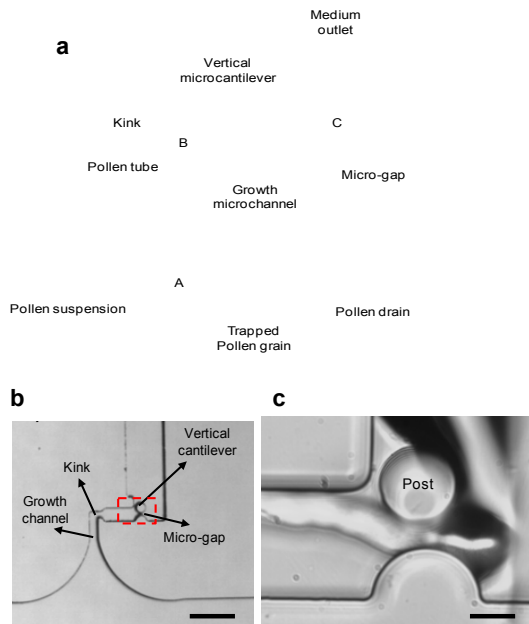 Medium
outlet
a
Vertical
microcantilever
Kink
C
B
Pollen tube
Micro-gap
Growth
microchannel
A
Pollen suspension
Pollen drain
Trapped
Pollen grain
b
c
Vertical
cantilever
Kink
Growth
channel
Micro-gap
Post